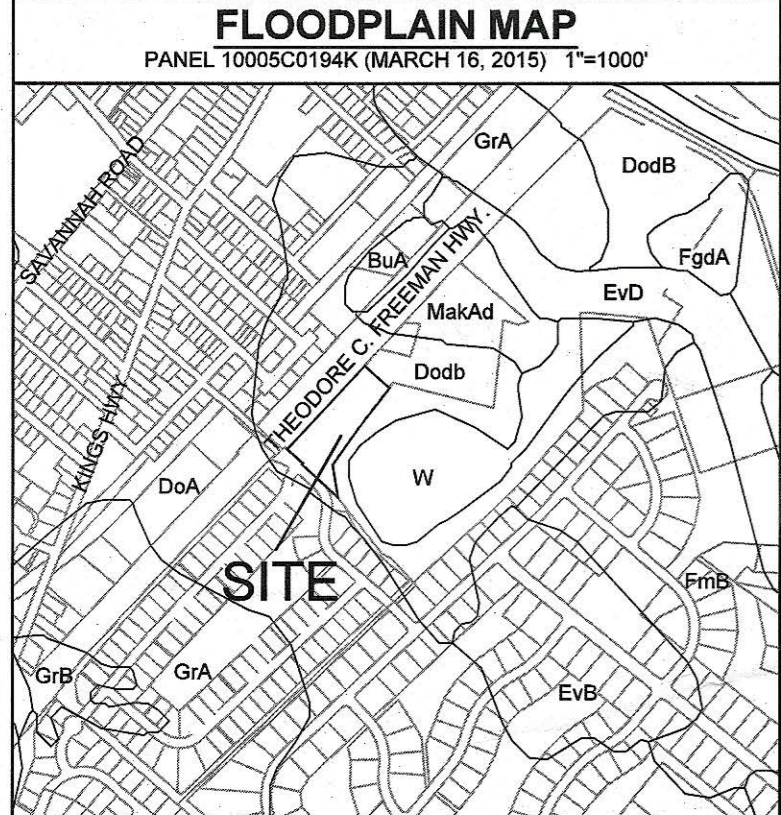 FLOODPLAIN MAP
PANEL 10005C0194K (MARCH 16, 2015) 1"=1000'
GrA
DodB
SAVANNAH ROAD
BuA
FgdA
THEODORE C. FREEMAN HWY.
EvD
MakAd
Dodb
KINGS HWY
W
DoA
SITE
FmB
GrB
GrA
EvB